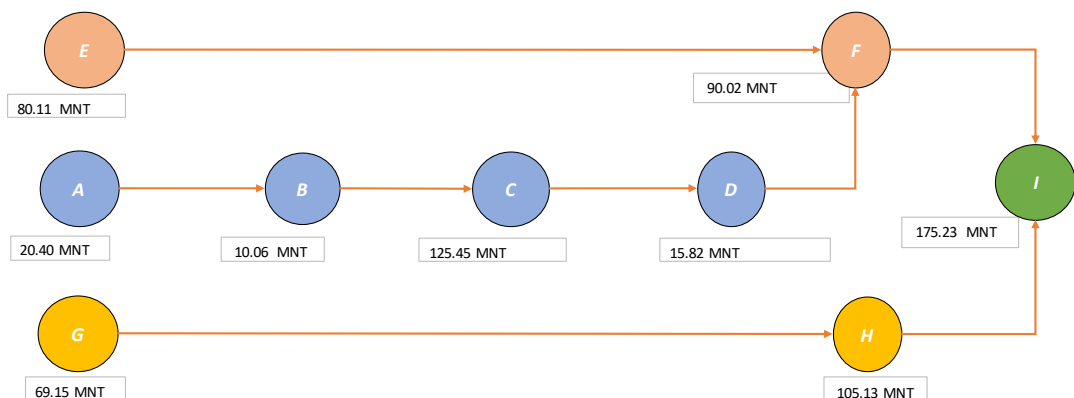 E
F
80.11 MNT
90.02 MNT
A
B
C
D
I
20.40 MNT
10.06 MNT
125.45 MNT
15.82 MNT
175.23 MNT
G
H
69.15 MNT
105.13 MNT